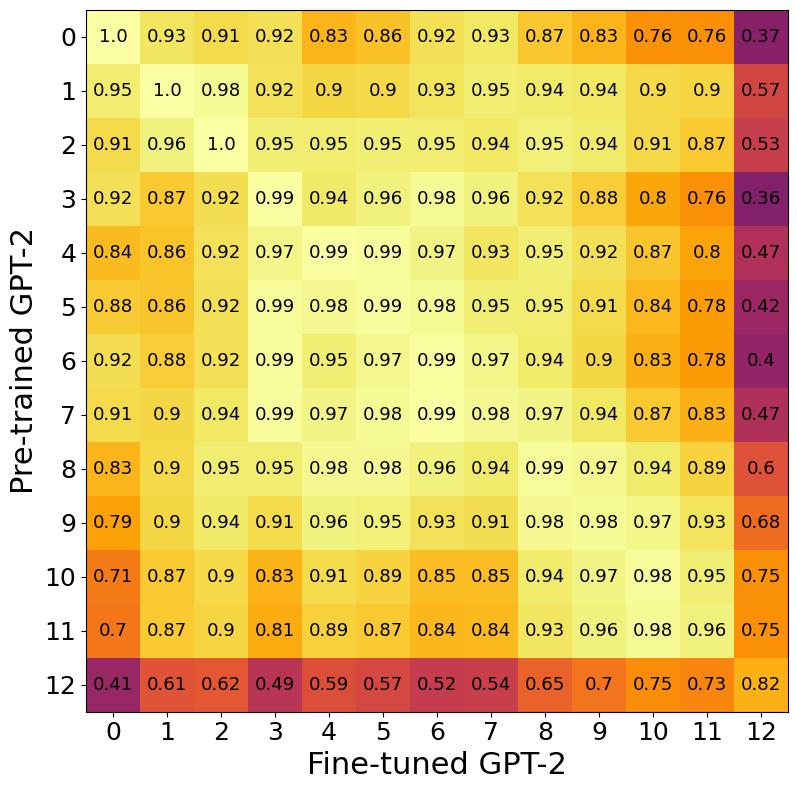 0 1.0 0.93 0.91 0.92 0.83 0.86 0.92 0.93 0.87 0.83 0.76 0.76 0.37
1 0.95 1.0 0.98 0.92 0.9 0.9 0.93 0.95 0.94 0.94 0.9 0.9 0.57
2 0.91 0.96 1.0 0.95 0.95 0.95 0.95 0.94 0.95 0.94 0.91 0.87 0.53
3 0.92 0.87 0.92 0.99 0.94 0.96 0.98 0.96 0.92 0.88 0.8 0.76 0.36
4 0.84 0.86 0.92 0.97 0.99 0.99 0.97 0.93 0.95 0.92 0.87 0.8 0.47
5 0.88 0.86 0.92 0.99 0.98 0.99 0.98 0.95 0.95 0.91 0.84 0.78 0.42
6 0.92 0.88 0.92 0.99 0.95 0.97 0.99 0.97 0.94 0.9 0.83 0.78 0.4
7 0.91 0.9 0.94 0.99 0.97 0.98 0.99 0.98 0.97 0.94 0.87 0.83 0.47
8 0.83 0.9 0.95 0.95 0.98 0.98 0.96 0.94 0.99 0.97 0.94 0.89 0.6
9 0.79 0.9 0.94 0.91 0.96 0.95 0.93 0.91 0.98 0.98 0.97 0.93 0.68
10 0.71 0.87 0.9 0.83 0.91 0.89 0.85 0.85 0.94 0.97 0.98 0.95 0.75
11 0.7 0.87 0.9 0.81 0.89 0.87 0.84 0.84 0.93 0.96 0.98 0.96 0.75
12 0.41 0.61 0.62 0.49 0.59 0.57 0.52 0.54 0.65 0.7 0.75 0.73 0.82
0 1 2 3 4 5 6 7 8 9 10 11 12
Fine-tuned GPT-2
Pre-trained GPT-2